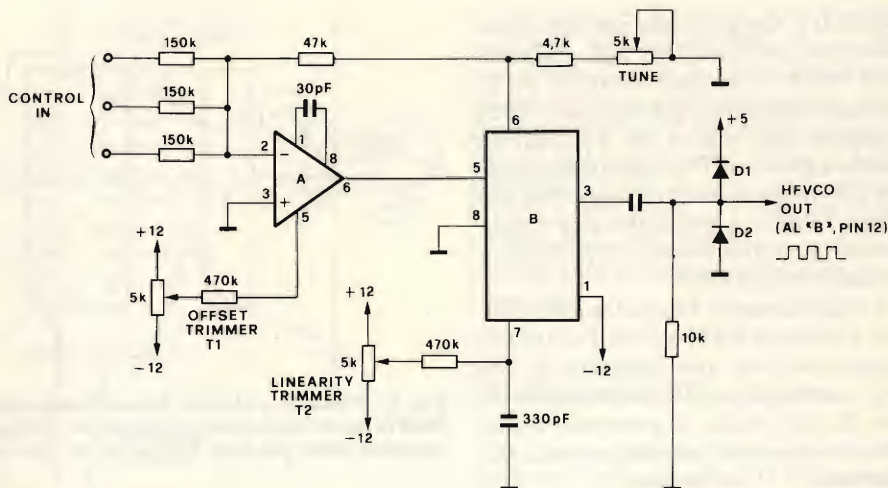 150k
47k
4,7k
5k
TUNE
150k
30pF
CONTROL
IN
150k
1
8
2
−
A
6
3
+
5
6
5
B
3
8
1
7
+5
D1
HFVCO
OUT
(AL "B", PIN 12)
D2
+12
5k
470k
OFFSET
TRIMMER
T1
−12
+12
5k
470k
LINEARITY
TRIMMER
T2
−12
−12
10k
330pF